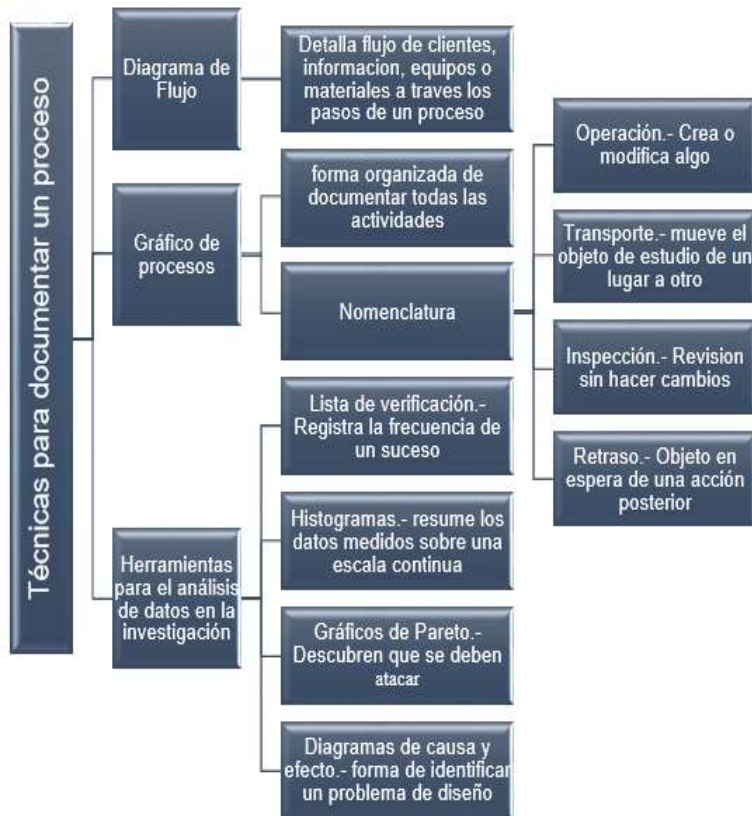 Técnicas para documentar un proceso
Diagrama de
Flujo
Detalla flujo de clientes,
informacion, equipos o
materiales a traves los
pasos de un proceso
Gráfico de
procesos
forma organizada de
documentar todas las
actividades
Nomenclatura
Operación.- Crea o
modifica algo
Transporte.- mueve el
objeto de estudio de un
lugar a otro
Inspección.- Revision
sin hacer cambios
Retraso.- Objeto en
espera de una acción
posterior
Herramientas
para el análisis
de datos en la
investigación
Lista de verificación.-
Registra la frecuencia de
un suceso
Histogramas.- resume los
datos medidos sobre una
escala continua
Gráficos de Pareto.-
Descubren que se deben
atacar
Diagramas de causa y
efecto.- forma de identificar
un problema de diseño